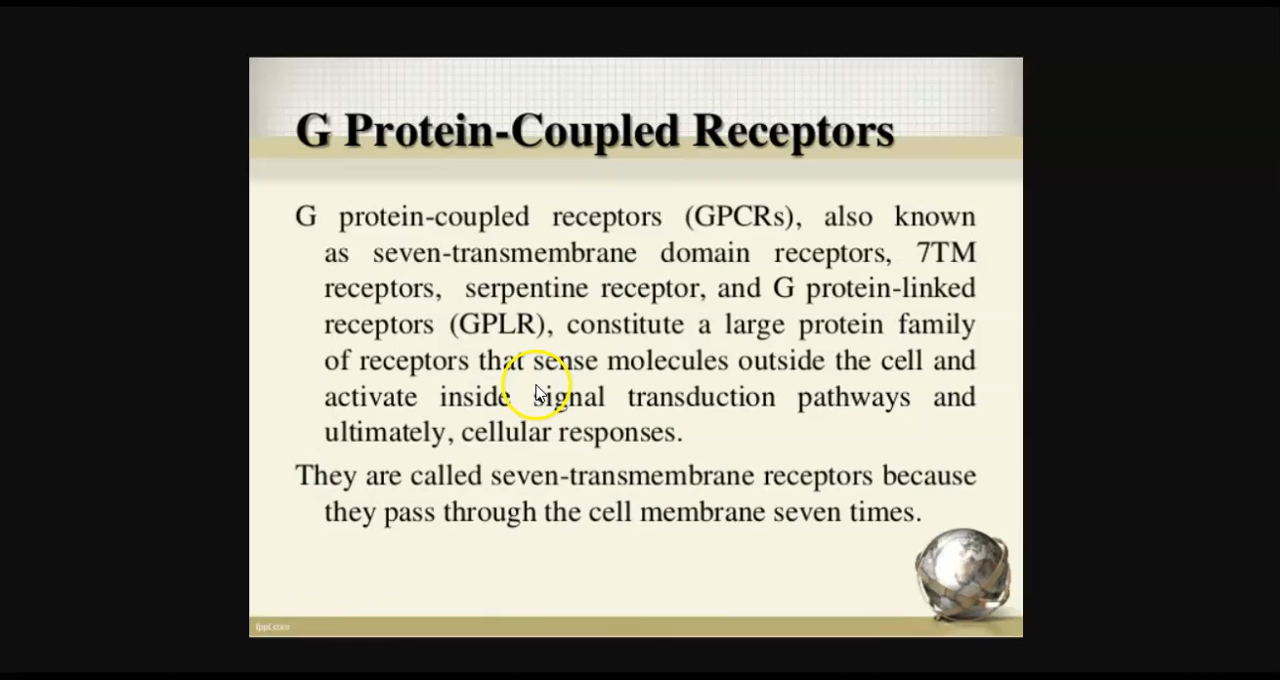 G Protein-Coupled Receptors
G protein-coupled receptors (GPCRs), also known
as seven-transmembrane domain receptors, 7TM
receptors, serpentine receptor, and G protein-linked
receptors (GPLR), constitute a large protein family
of receptors that sense molecules outside the cell and
activate inside signal transduction pathways and
ultimately, cellular responses.
They are called seven-transmembrane receptors because
they pass through the cell membrane seven times.
fppt.com